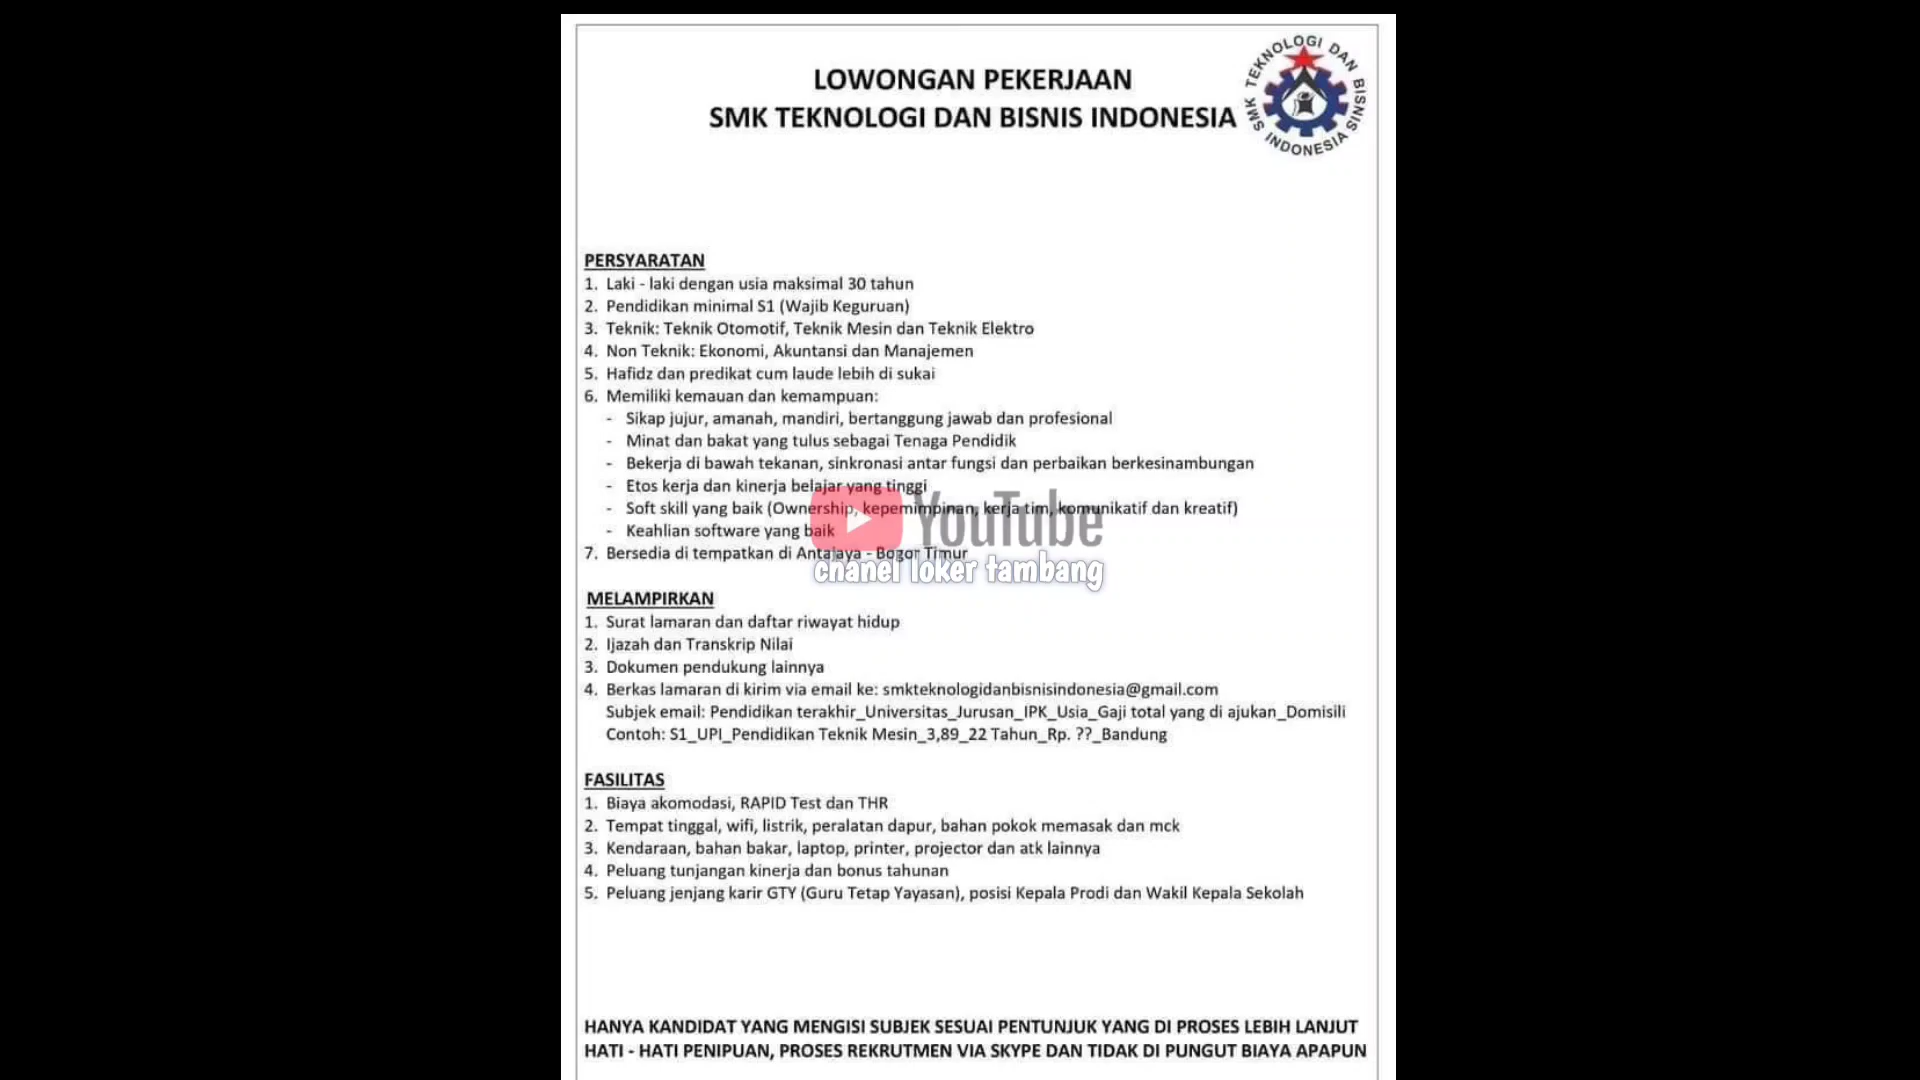 LOWONGAN PEKERJAAN
SMK TEKNOLOGI DAN BISNIS INDONESIA
SMK TEKNOLOGI DAN BISNIS
INDONESIA
PERSYARATAN
1. Laki - laki dengan usia maksimal 30 tahun
2. Pendidikan minimal S1 (Wajib Keguruan)
3. Teknik: Teknik Otomotif, Teknik Mesin dan Teknik Elektro
4. Non Teknik: Ekonomi, Akuntansi dan Manajemen
5. Hafidz dan predikat cum laude lebih di sukai
6. Memiliki kemauan dan kemampuan:
- Sikap jujur, amanah, mandiri, bertanggung jawab dan profesional
- Minat dan bakat yang tulus sebagai Tenaga Pendidik
- Bekerja di bawah tekanan, sinkronasi antar fungsi dan perbaikan berkesinambungan
- Etos kerja dan kinerja belajar yang tinggi
- Soft skill yang baik (Ownership, kepemimpinan, kerja tim, komunikatif dan kreatif)
- Keahlian software yang baik
YouTube
7. Bersedia di tempatkan di Antajaya - Bogor Timur
chanel loker tambang
MELAMPIRKAN
1. Surat lamaran dan daftar riwayat hidup
2. Ijazah dan Transkrip Nilai
3. Dokumen pendukung lainnya
4. Berkas lamaran di kirim via email ke: smkteknologidanbisnisindonesia@gmail.com
Subjek email: Pendidikan terakhir_Universitas_Jurusan_IPK_Usia_Gaji total yang di ajukan_Domisili
Contoh: S1_UPI_Pendidikan Teknik Mesin_3,89_22 Tahun_Rp. ??_Bandung
FASILITAS
1. Biaya akomodasi, RAPID Test dan THR
2. Tempat tinggal, wifi, listrik, peralatan dapur, bahan pokok memasak dan mck
3. Kendaraan, bahan bakar, laptop, printer, projector dan atk lainnya
4. Peluang tunjangan kinerja dan bonus tahunan
5. Peluang jenjang karir GTY (Guru Tetap Yayasan), posisi Kepala Prodi dan Wakil Kepala Sekolah
HANYA KANDIDAT YANG MENGISI SUBJEK SESUAI PENTUNJUK YANG DI PROSES LEBIH LANJUT
HATI - HATI PENIPUAN, PROSES REKRUTMEN VIA SKYPE DAN TIDAK DI PUNGUT BIAYA APAPUN